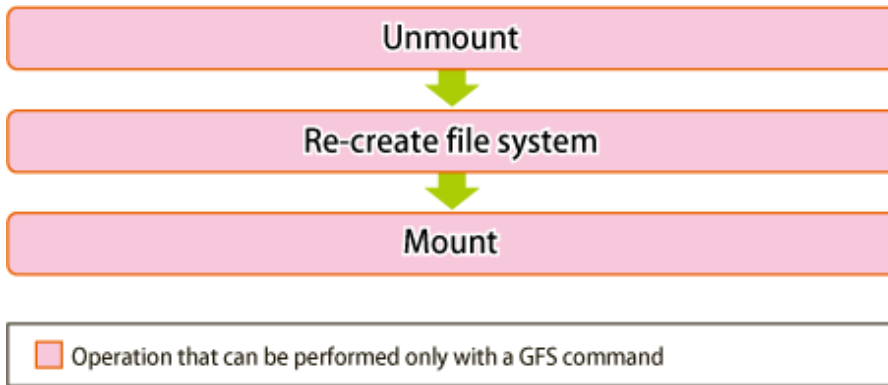 Unmount
Re-create file system
Mount
Operation that can be performed only with a GFS command